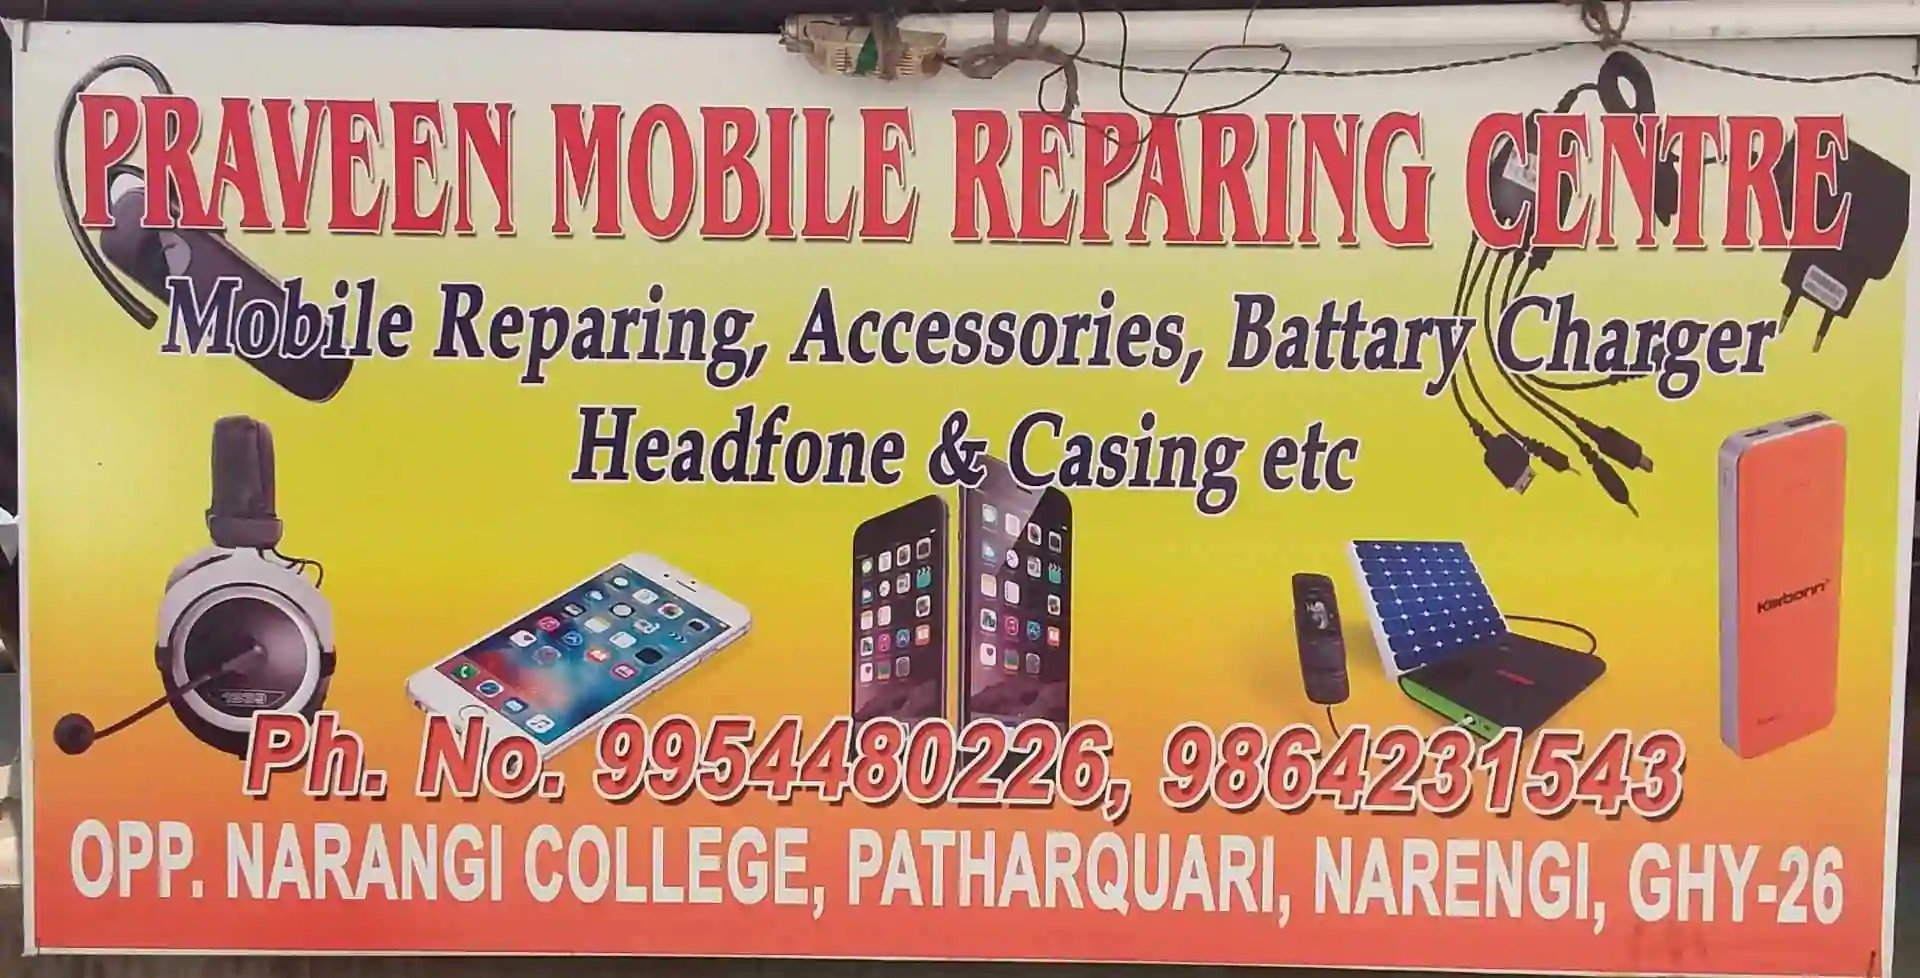 PRAVEEN MOBILE REPARING CENTRE
Mobile Reparing, Accessories, Battary Charger
Headfone & Casing etc
Karbonn
Ph. No. 9954480226, 9864231543
OPP. NARANGI COLLEGE, PATHARQUARI, NARENGI, GHY-26